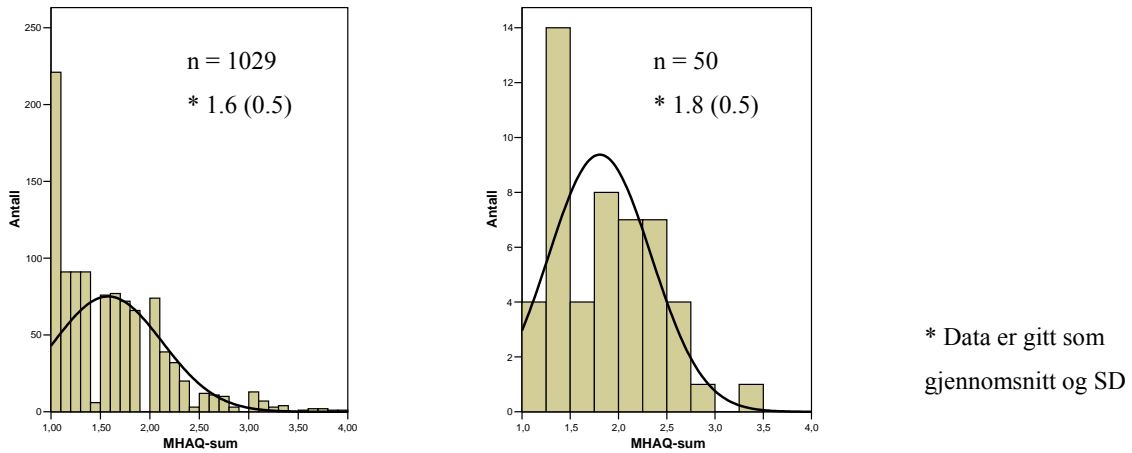 250
200
150
100
50
0
Antall
n = 1029
* 1.6 (0.5)
1,00 1,50 2,00 2,50 3,00 3,50 4,00
MHAQ-sum
14
12
10
8
6
4
2
0
Antall
n = 50
* 1.8 (0.5)
1,0 1,5 2,0 2,5 3,0 3,5 4,0
MHAQ-sum
* Data er gitt som
gjennomsnitt og SD